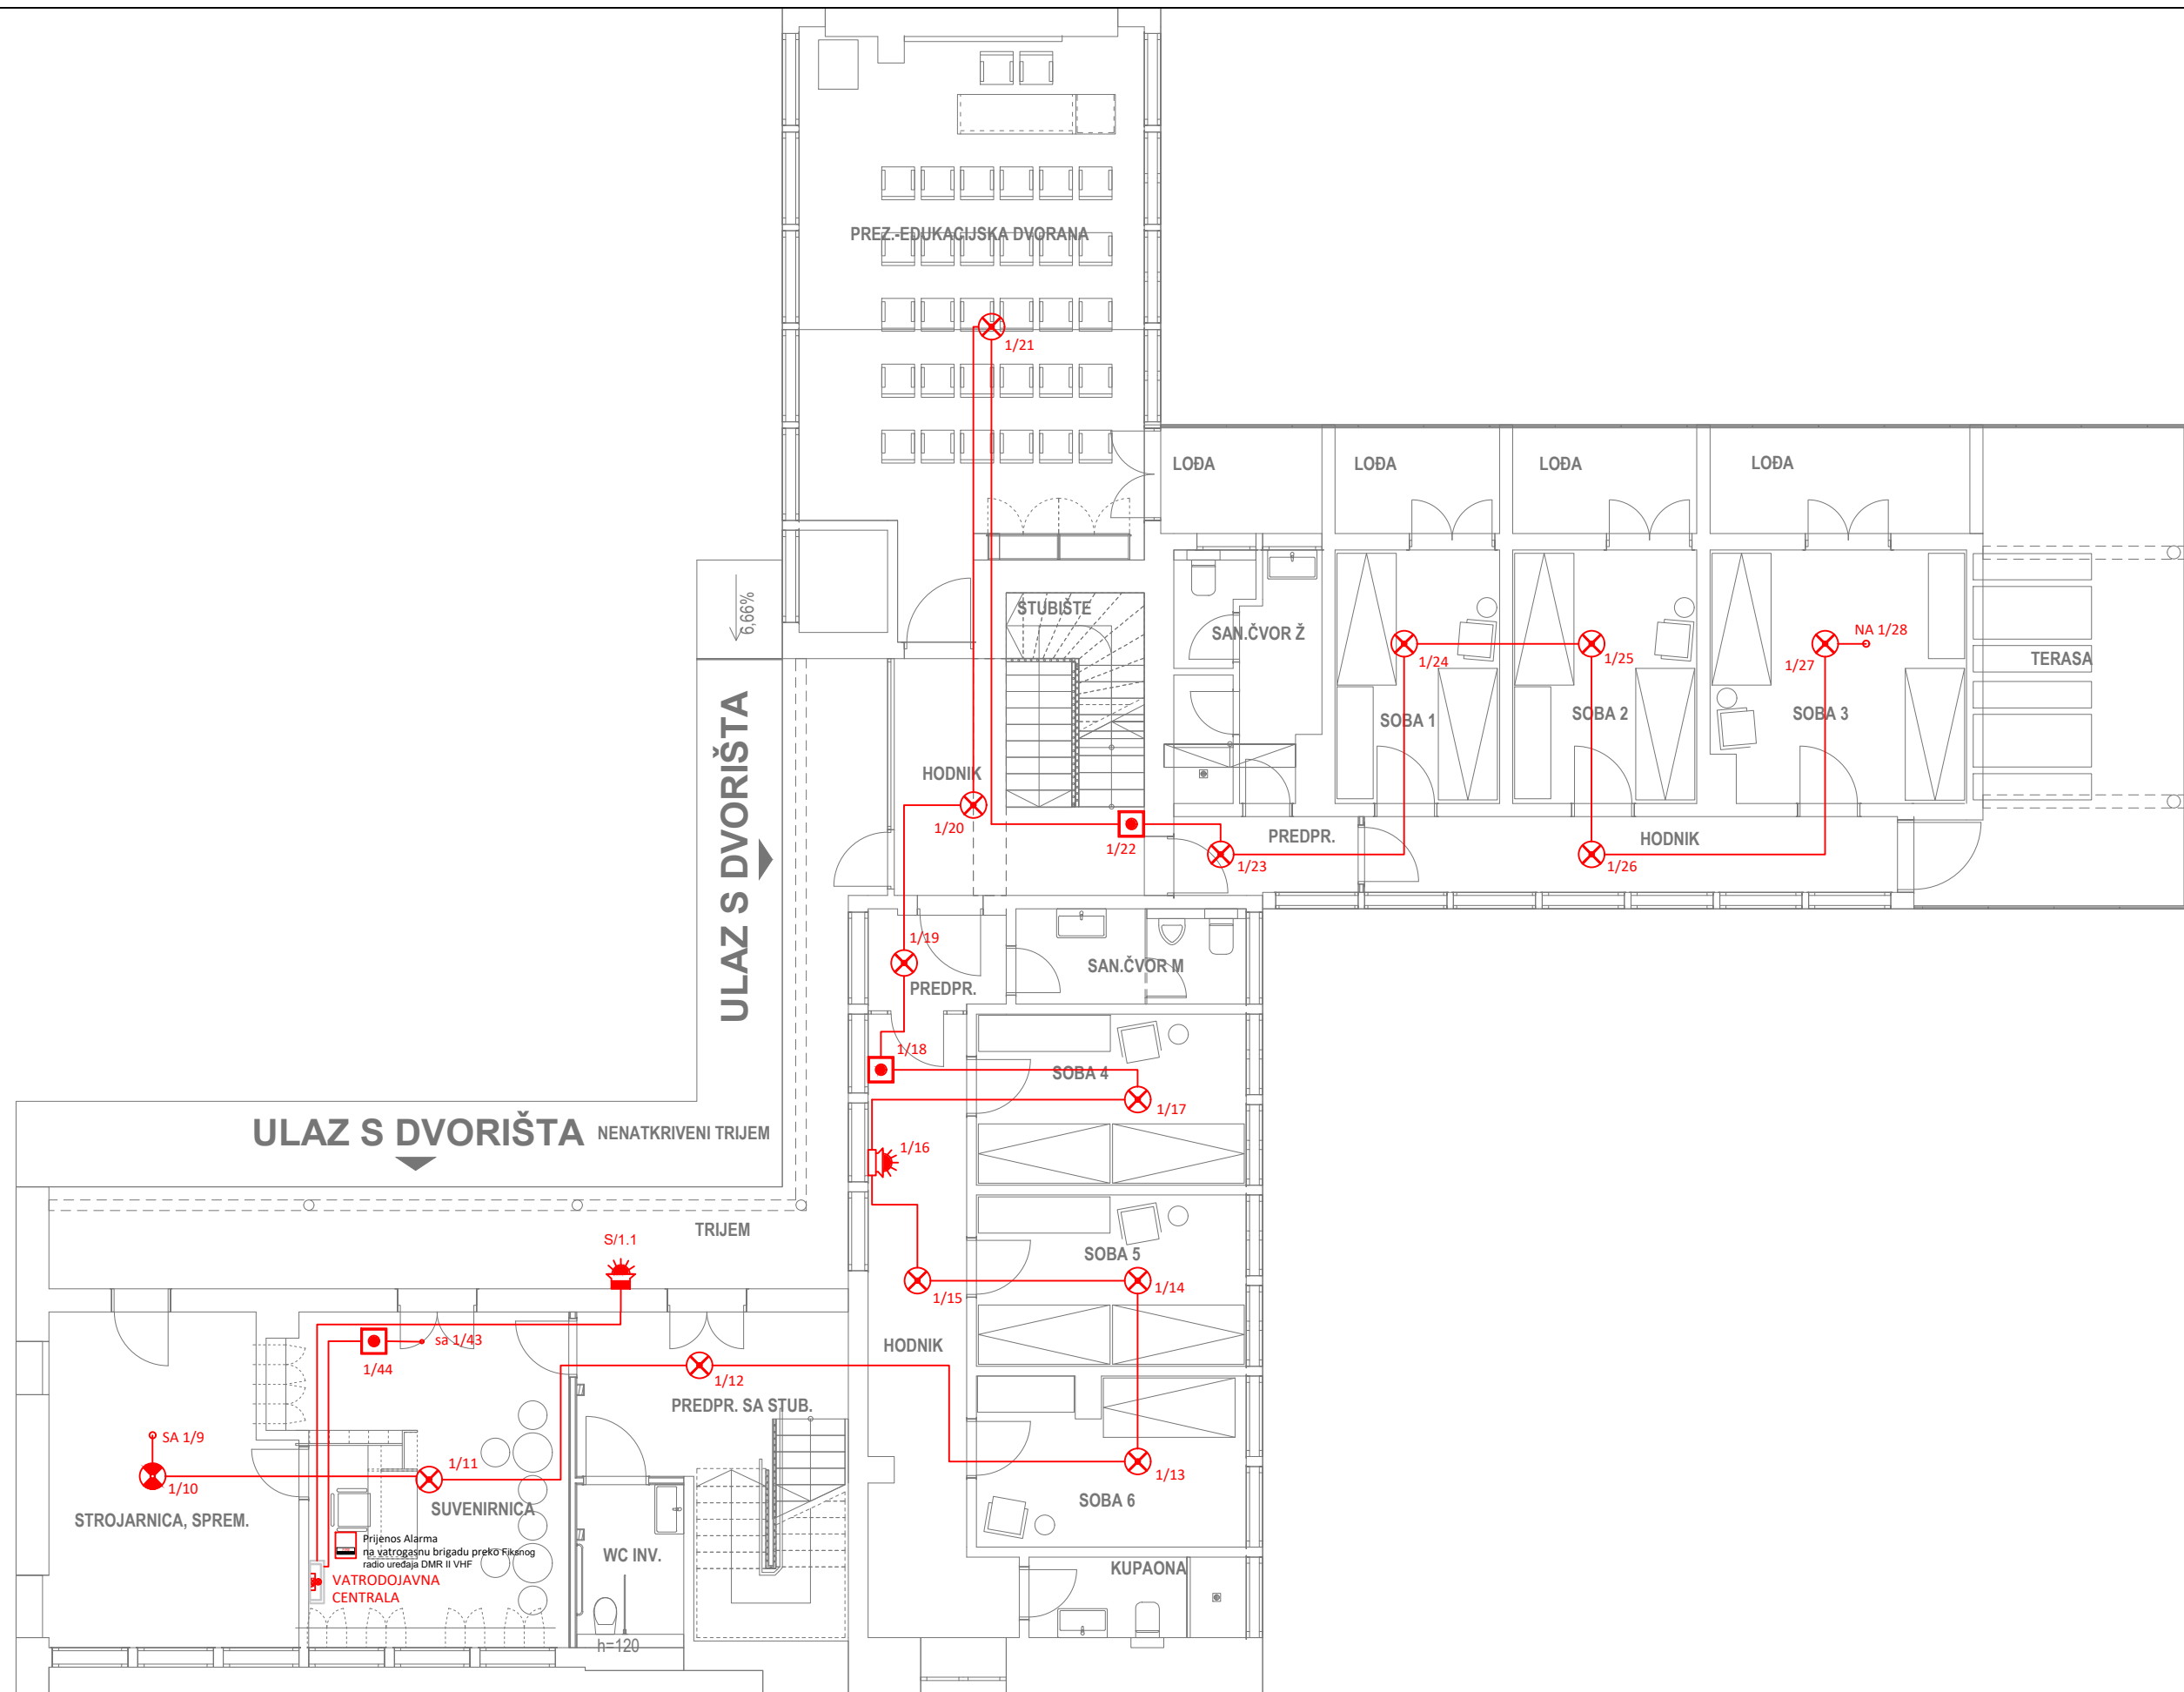 PREZ.-EDUKACIJSKA DVORANA
1/21
LOĐA
LOĐA
LOĐA
LOĐA
6,66%
STUBIŠTE
SAN.ČVOR Ž
1/24
1/25
NA 1/28
1/27
TERASA
SOBA 1
SOBA 2
SOBA 3
ULAZ S DVORIŠTA
HODNIK
1/20
1/22
PREDPR.
1/23
HODNIK
1/26
1/19
PREDPR.
SAN.ČVOR M
1/18
SOBA 4
1/17
ULAZ S DVORIŠTA
NENATKRIVENI TRIJEM
1/16
TRIJEM
S/1.1
SOBA 5
1/14
1/15
sa 1/43
1/44
HODNIK
1/12
PREDPR. SA STUB.
SA 1/9
1/11
1/10
1/13
SUVENIRNICA
SOBA 6
STROJARNICA, SPREM.
Prijenos Alarma
na vatrogasnu brigadu preko Fiksnog
radio uređaja DMR II VHF
VATRODOJAVNA
CENTRALA
WC INV.
KUPAONA
h=120